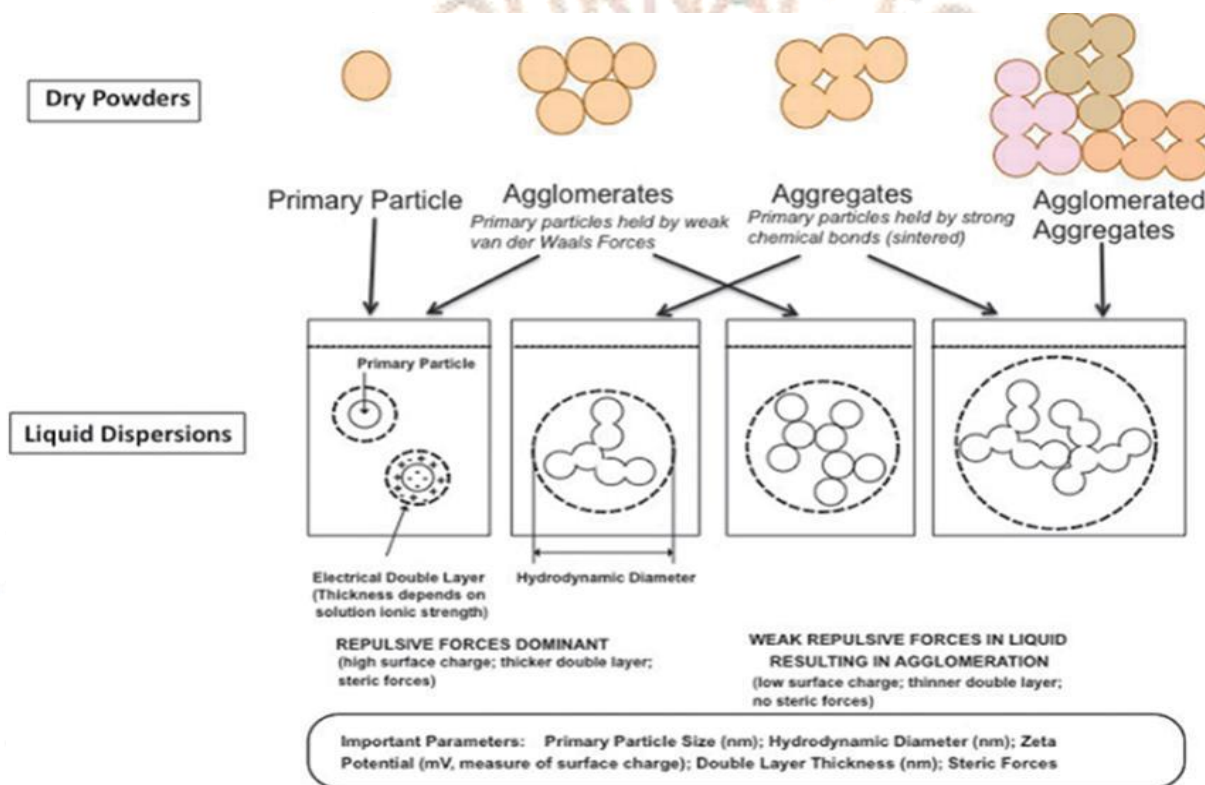 Dry Powders
Primary Particle
Agglomerates
Primary particles held by weak
van der Waals Forces
Aggregates
Primary particles held by strong
chemical bonds (sintered)
Agglomerated
Aggregates
Liquid Dispersions
Primary Particle
Electrical Double Layer
(Thickness depends on
solution ionic strength)
Hydrodynamic Diameter
REPULSIVE FORCES DOMINANT
(high surface charge; thicker double layer;
steric forces)
WEAK REPULSIVE FORCES IN LIQUID
RESULTING IN AGGLOMERATION
(low surface charge; thinner double layer;
no steric forces)
Important Parameters: Primary Particle Size (nm); Hydrodynamic Diameter (nm); Zeta
Potential (mV, measure of surface charge); Double Layer Thickness (nm); Steric Forces